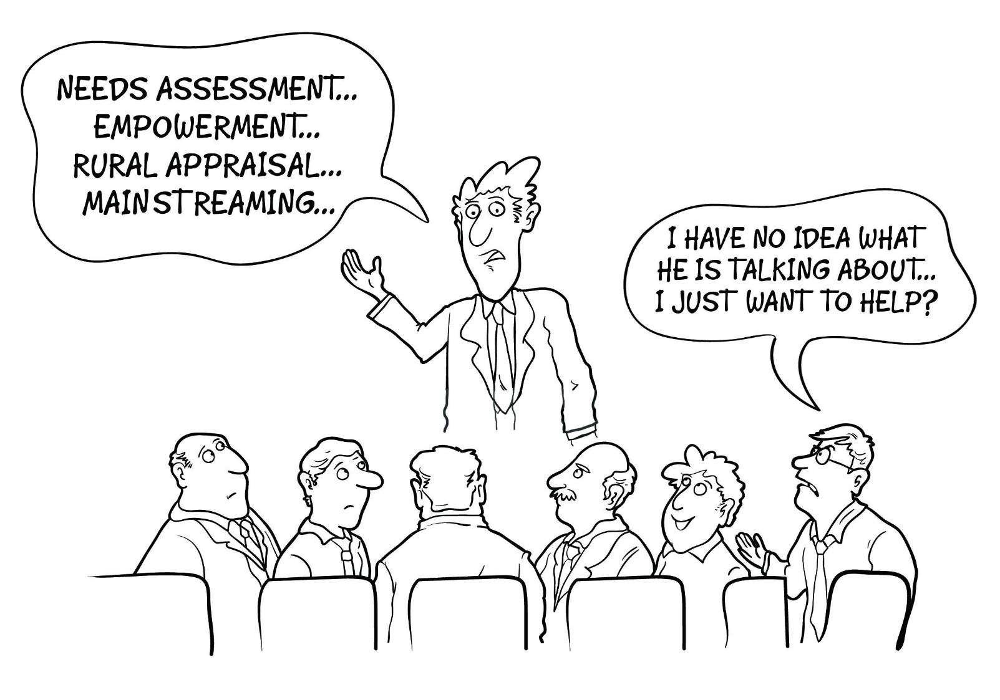 NEEDS ASSESSMENT...
EMPOWERMENT...
RURAL APPRAISAL...
MAINSTREAMING...
I HAVE NO IDEA WHAT
HE IS TALKING ABOUT...
I JUST WANT TO HELP?